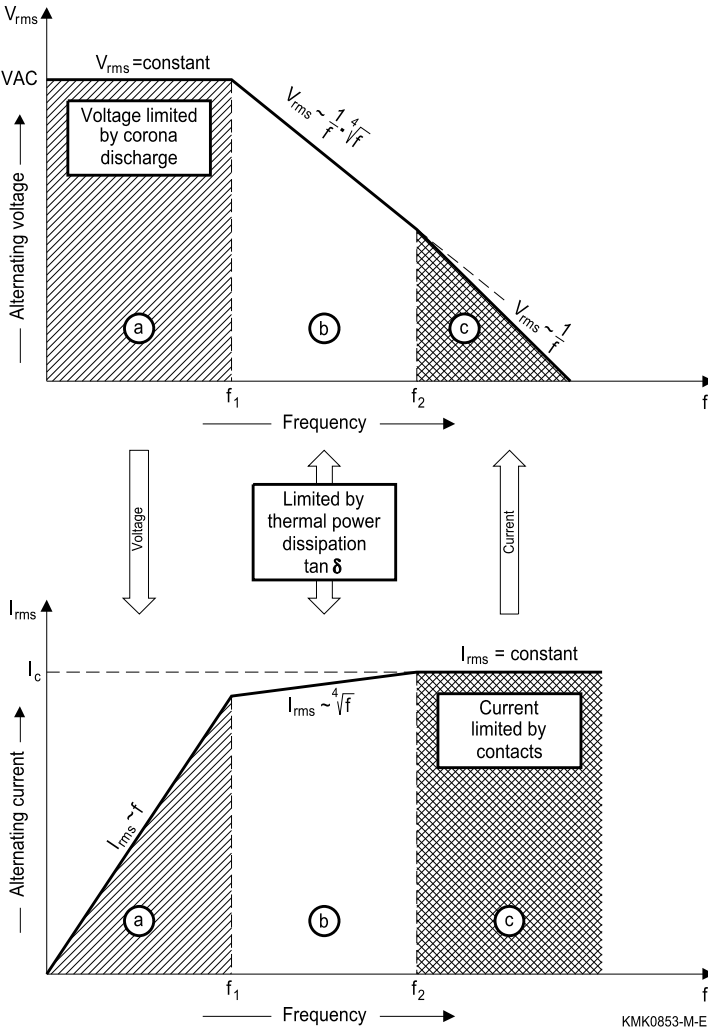 Vrms
VAC
Vrms =constant
Voltage limited
by corona
discharge
Vrms ~ 1/f · ⁴√f
Vrms ~ 1/f
Alternating voltage
a
b
c
f1
f2
f
Frequency
Voltage
Limited by
thermal power
dissipation
tan δ
Current
Irms
Ic
Irms = constant
Irms ~ ⁴√f
Current
limited by
contacts
Irms ~f
Alternating current
a
b
c
f1
f2
f
Frequency
KMK0853-M-E